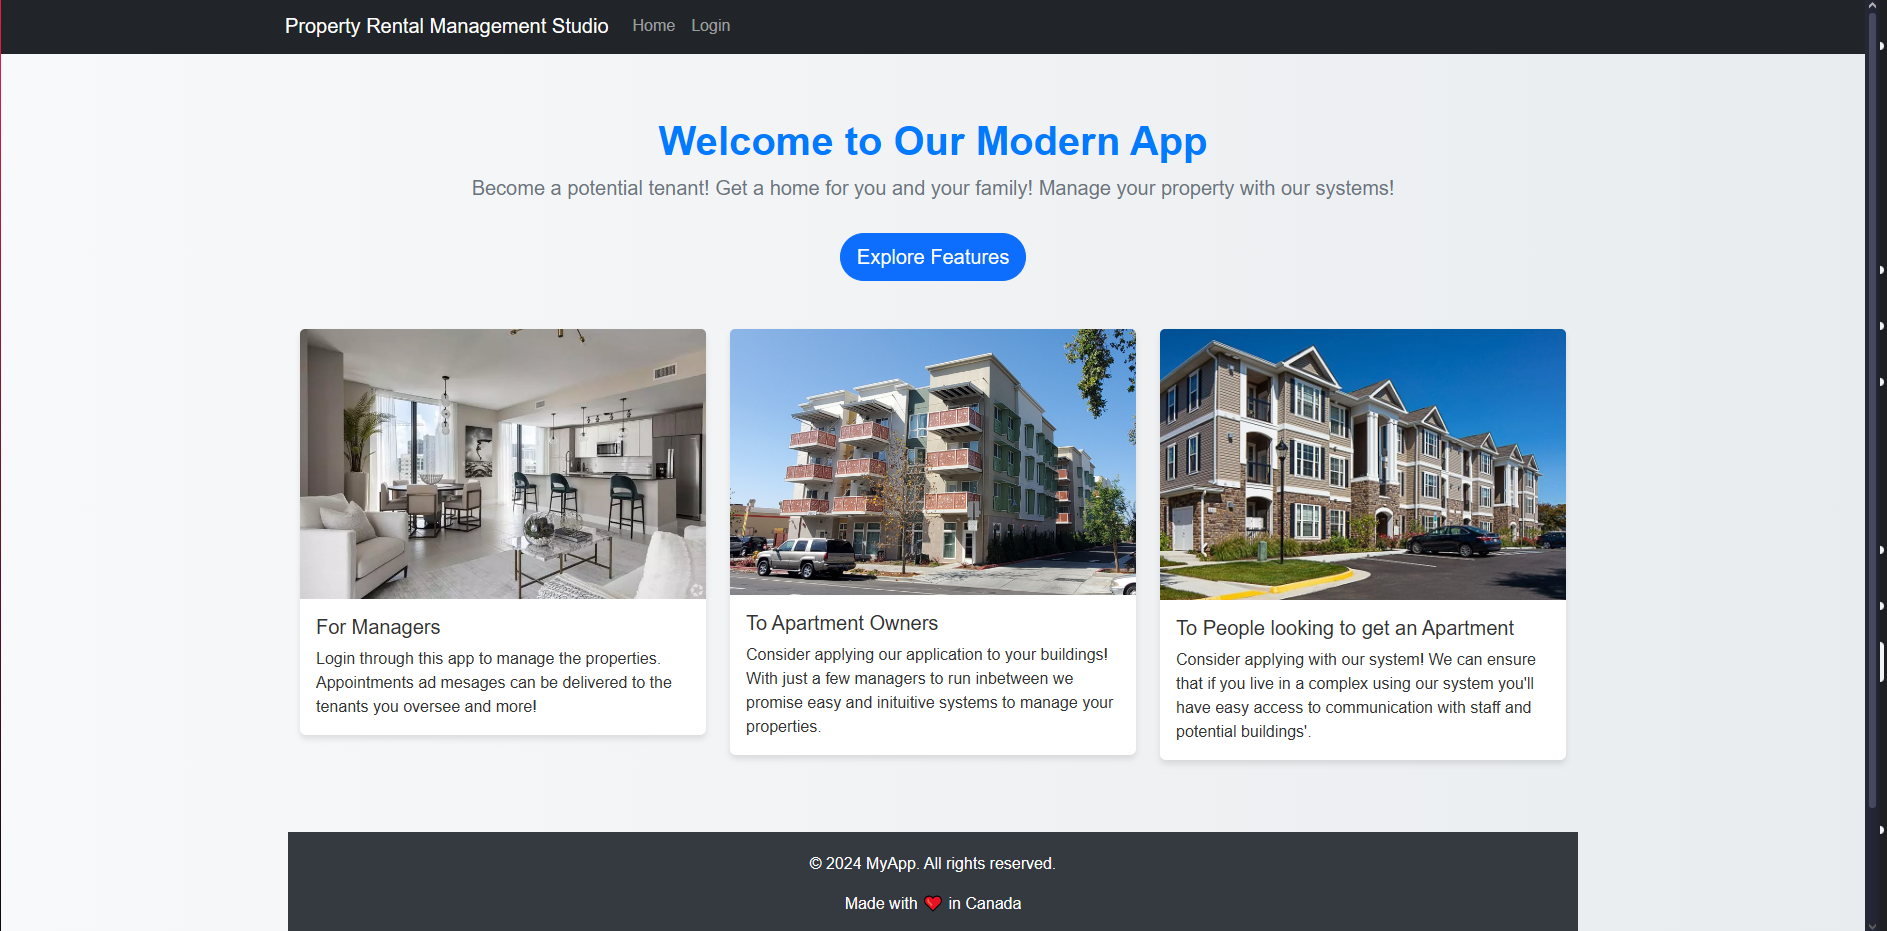 Property Rental Management Studio Home Login
Welcome to Our Modern App
Become a potential tenant! Get a home for you and your family! Manage your property with our systems!
Explore Features
For Managers
Login through this app to manage the properties.
Appointments ad mesages can be delivered to the
tenants you oversee and more!
To Apartment Owners
Consider applying our application to your buildings!
With just a few managers to run inbetween we
promise easy and inituitive systems to manage your
properties.
To People looking to get an Apartment
Consider applying with our system! We can ensure
that if you live in a complex using our system you'll
have easy access to communication with staff and
potential buildings'.
© 2024 MyApp. All rights reserved.
Made with ❤️ in Canada